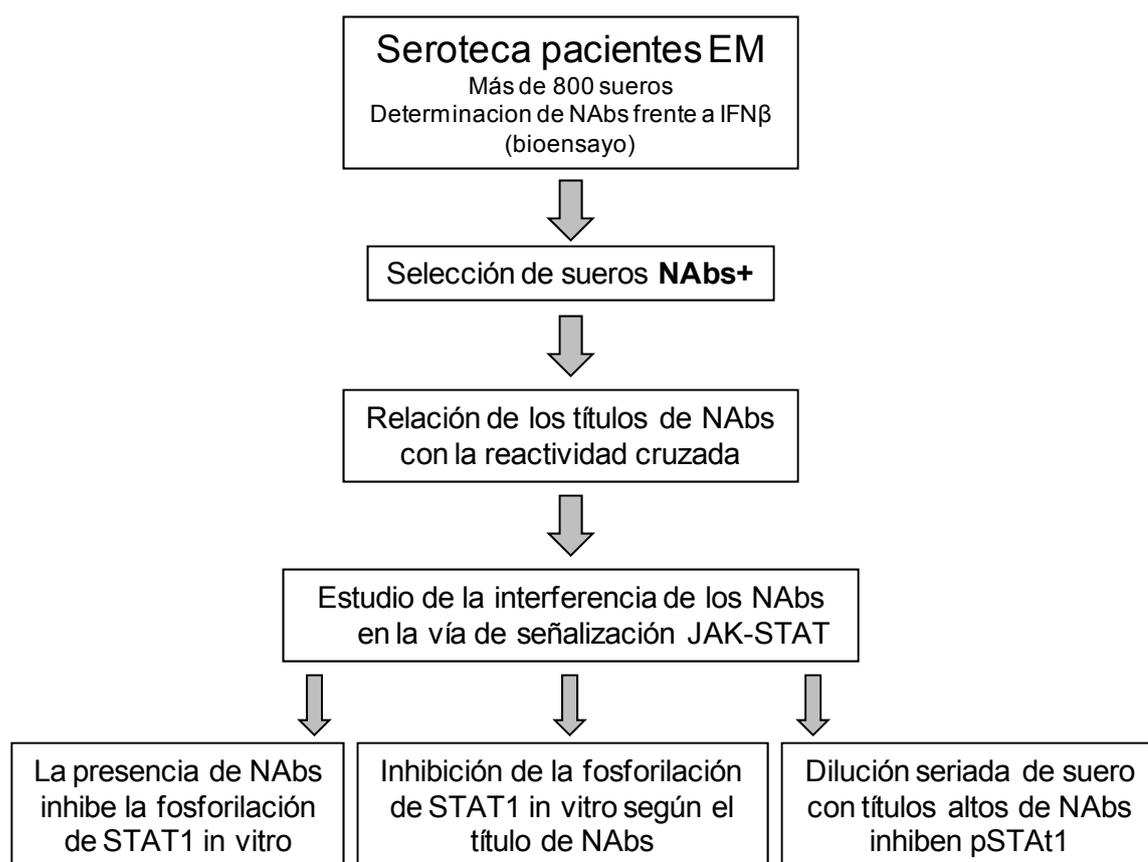 Seroteca pacientes EM
Más de 800 sueros
Determinacion de NAbs frente a IFNβ
(bioensayo)
Selección de sueros NAbs+
Relación de los títulos de NAbs
con la reactividad cruzada
Estudio de la interferencia de los NAbs
en la vía de señalización JAK-STAT
La presencia de NAbs
inhibe la fosforilación
de STAT1 in vitro
Inhibición de la fosforilación
de STAT1 in vitro según el
título de NAbs
Dilución seriada de suero
con títulos altos de NAbs
inhiben pSTAt1